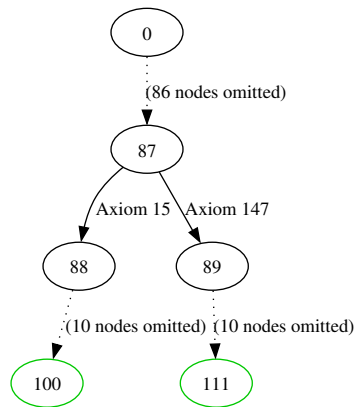 0
(86 nodes omitted)
87
Axiom 15
Axiom 147
88
89
(10 nodes omitted)
(10 nodes omitted)
100
111